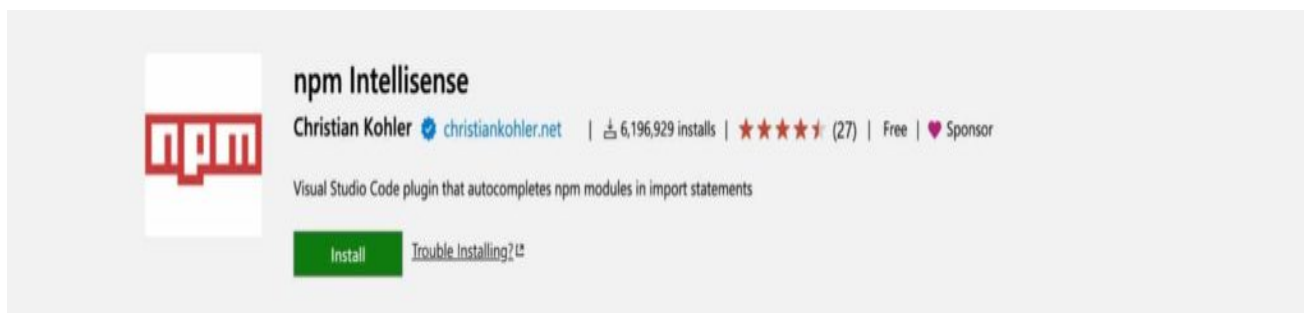 npm
npm Intellisense
Christian Kohler christiankohler.net | 6,196,929 installs | (27) | Free | Sponsor
Visual Studio Code plugin that autocompletes npm modules in import statements
Install Trouble Installing?